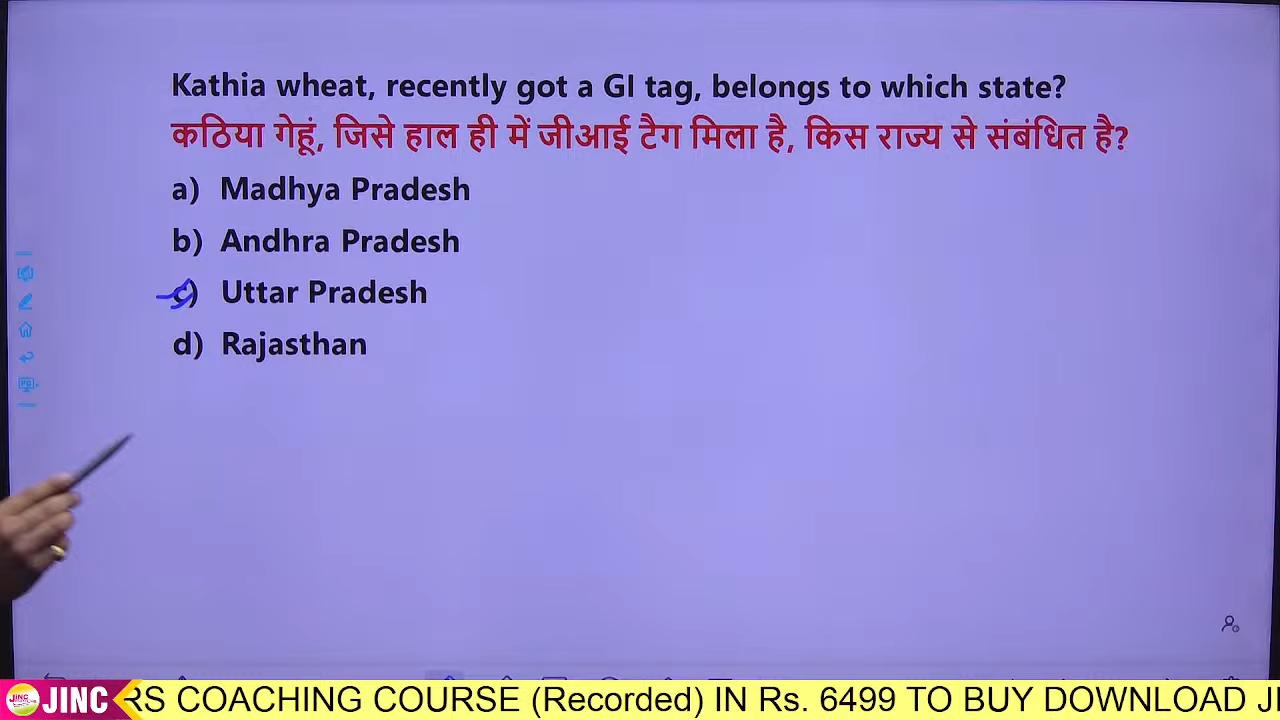 Kathia wheat, recently got a GI tag, belongs to which state?
कठिया गेहूं, जिसे हाल ही में जीआई टैग मिला है, किस राज्य से संबंधित है?
a) Madhya Pradesh
b) Andhra Pradesh
c) Uttar Pradesh
d) Rajasthan
JINC RS COACHING COURSE (Recorded) IN Rs. 6499 TO BUY DOWNLOAD JI